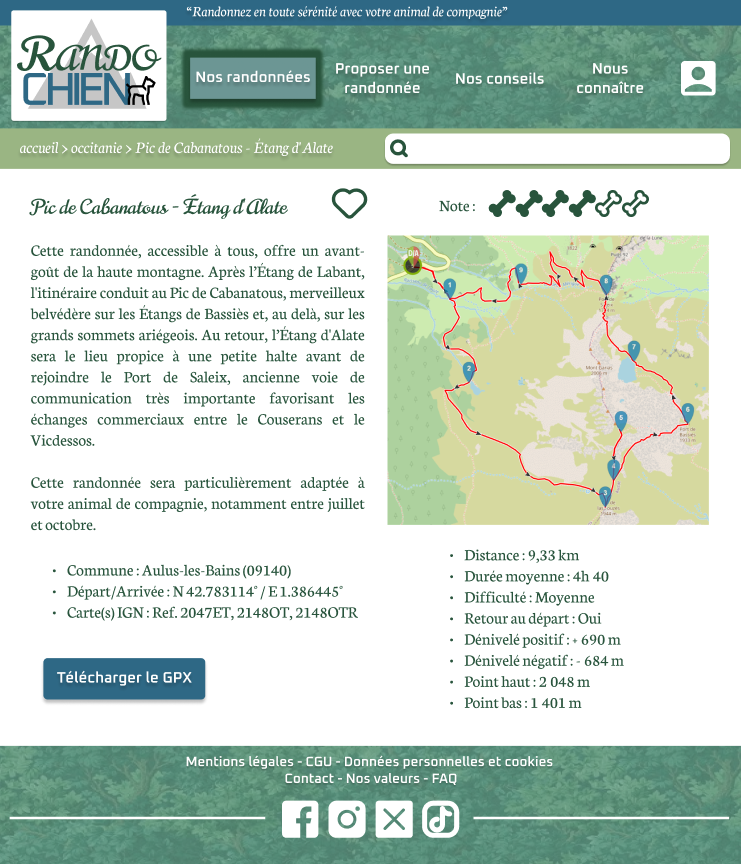 “Randonnez en toute sérénité avec votre animal de compagnie”
RANDO
CHIEN
Nos randonnées
Proposer une
randonnée
Nos conseils
Nous
connaître
accueil > occitanie > Pic de Cabanatous - Étang d'Alate
Pic de Cabanatous - Étang d'Alate
Cette randonnée, accessible à tous, offre un avant-
goût de la haute montagne. Après l’Étang de Labant,
l'itinéraire conduit au Pic de Cabanatous, merveilleux
belvédère sur les Étangs de Bassiès et, au delà, sur les
grands sommets ariégeois. Au retour, l’Étang d'Alate
sera le lieu propice à une petite halte avant de
rejoindre le Port de Saleix, ancienne voie de
communication très importante favorisant les
échanges commerciaux entre le Couserans et le
Vicdessos.
Cette randonnée sera particulièrement adaptée à
votre animal de compagnie, notamment entre juillet
et octobre.
• Commune : Aulus-les-Bains (09140)
• Départ/Arrivée : N 42.783114° / E 1.386445°
• Carte(s) IGN : Ref. 2047ET, 2148OT, 2148OTR
Télécharger le GPX
Note :
D/A
1
9
8
7
2
6
5
4
3
• Distance : 9,33 km
• Durée moyenne : 4h 40
• Difficulté : Moyenne
• Retour au départ : Oui
• Dénivelé positif : + 690 m
• Dénivelé négatif : - 684 m
• Point haut : 2 048 m
• Point bas : 1 401 m
Mentions légales - CGU - Données personnelles et cookies
Contact - Nos valeurs - FAQ